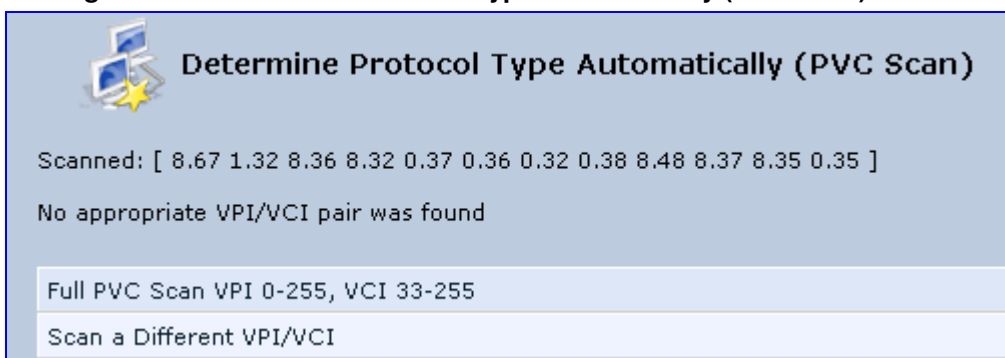 Determine Protocol Type Automatically (PVC Scan)
Scanned: [ 8.67 1.32 8.36 8.32 0.37 0.36 0.32 0.38 8.48 8.37 8.35 0.35 ]
No appropriate VPI/VCI pair was found
Full PVC Scan VPI 0-255, VCI 33-255
Scan a Different VPI/VCI